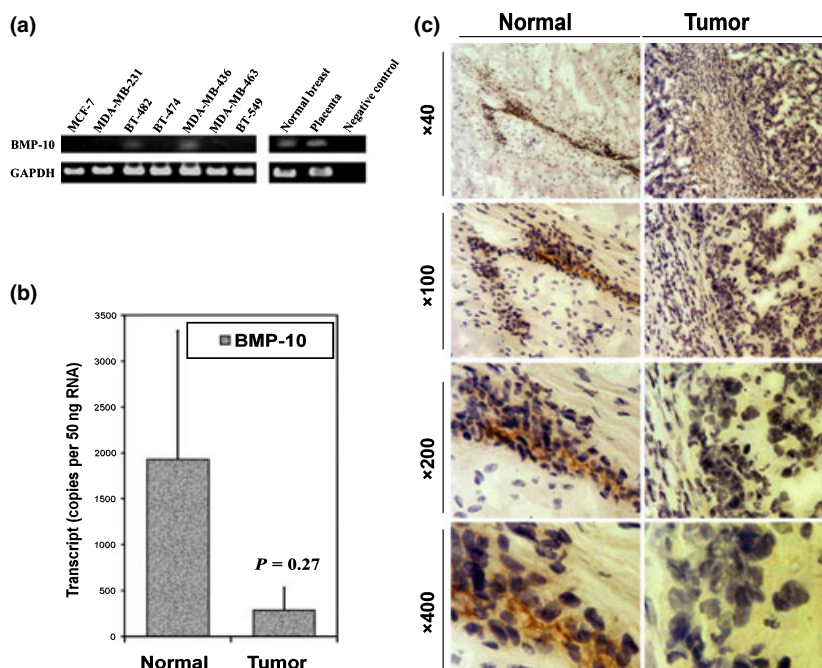 (a)
MCF-7
MDA-MB-231
BT-482
BT-474
MDA-MB-436
MDA-MB-463
BT-549
Normal breast
Placenta
Negative control
BMP-10
GAPDH
(b)
Transcript (copies per 50 ng RNA)
3500
3000
2500
2000
1500
1000
500
0
BMP-10
P = 0.27
Normal
Tumor
(c)
Normal
Tumor
×40
×100
×200
×400